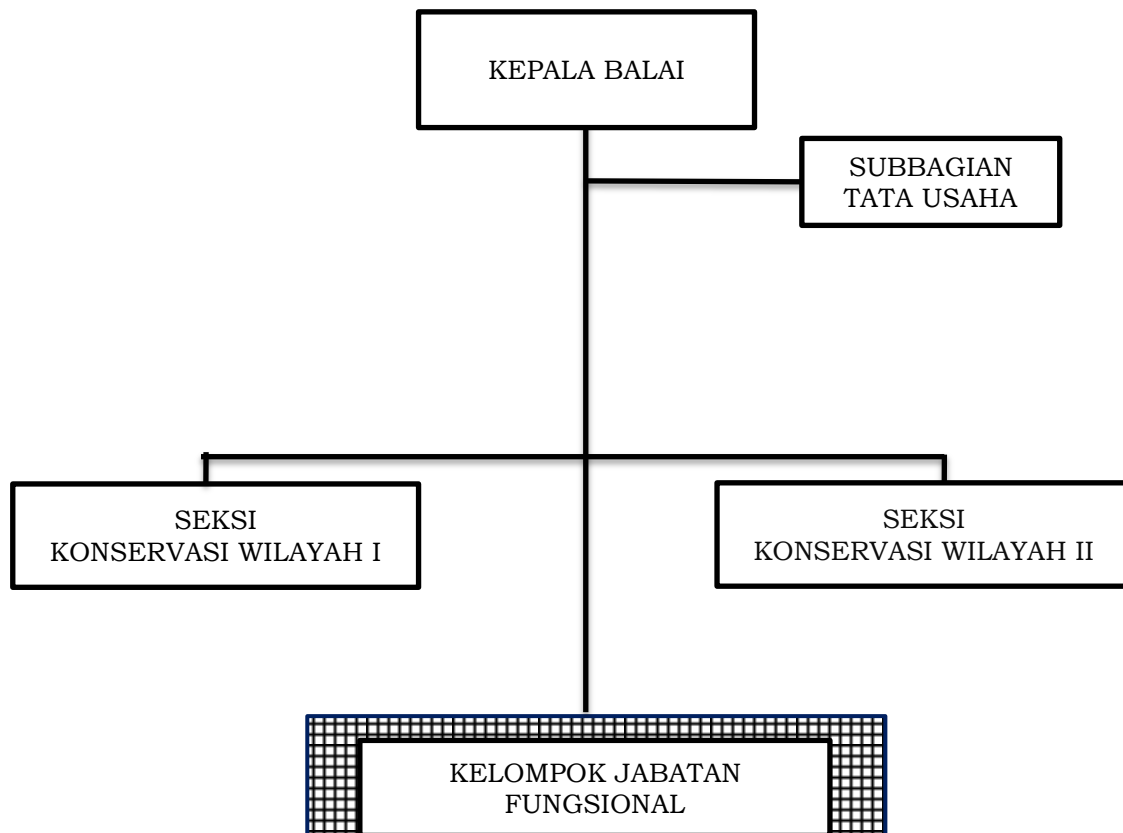 KEPALA BALAI
SUBBAGIAN
TATA USAHA
SEKSI
KONSERVASI WILAYAH I
SEKSI
KONSERVASI WILAYAH II
KELOMPOK JABATAN
FUNGSIONAL